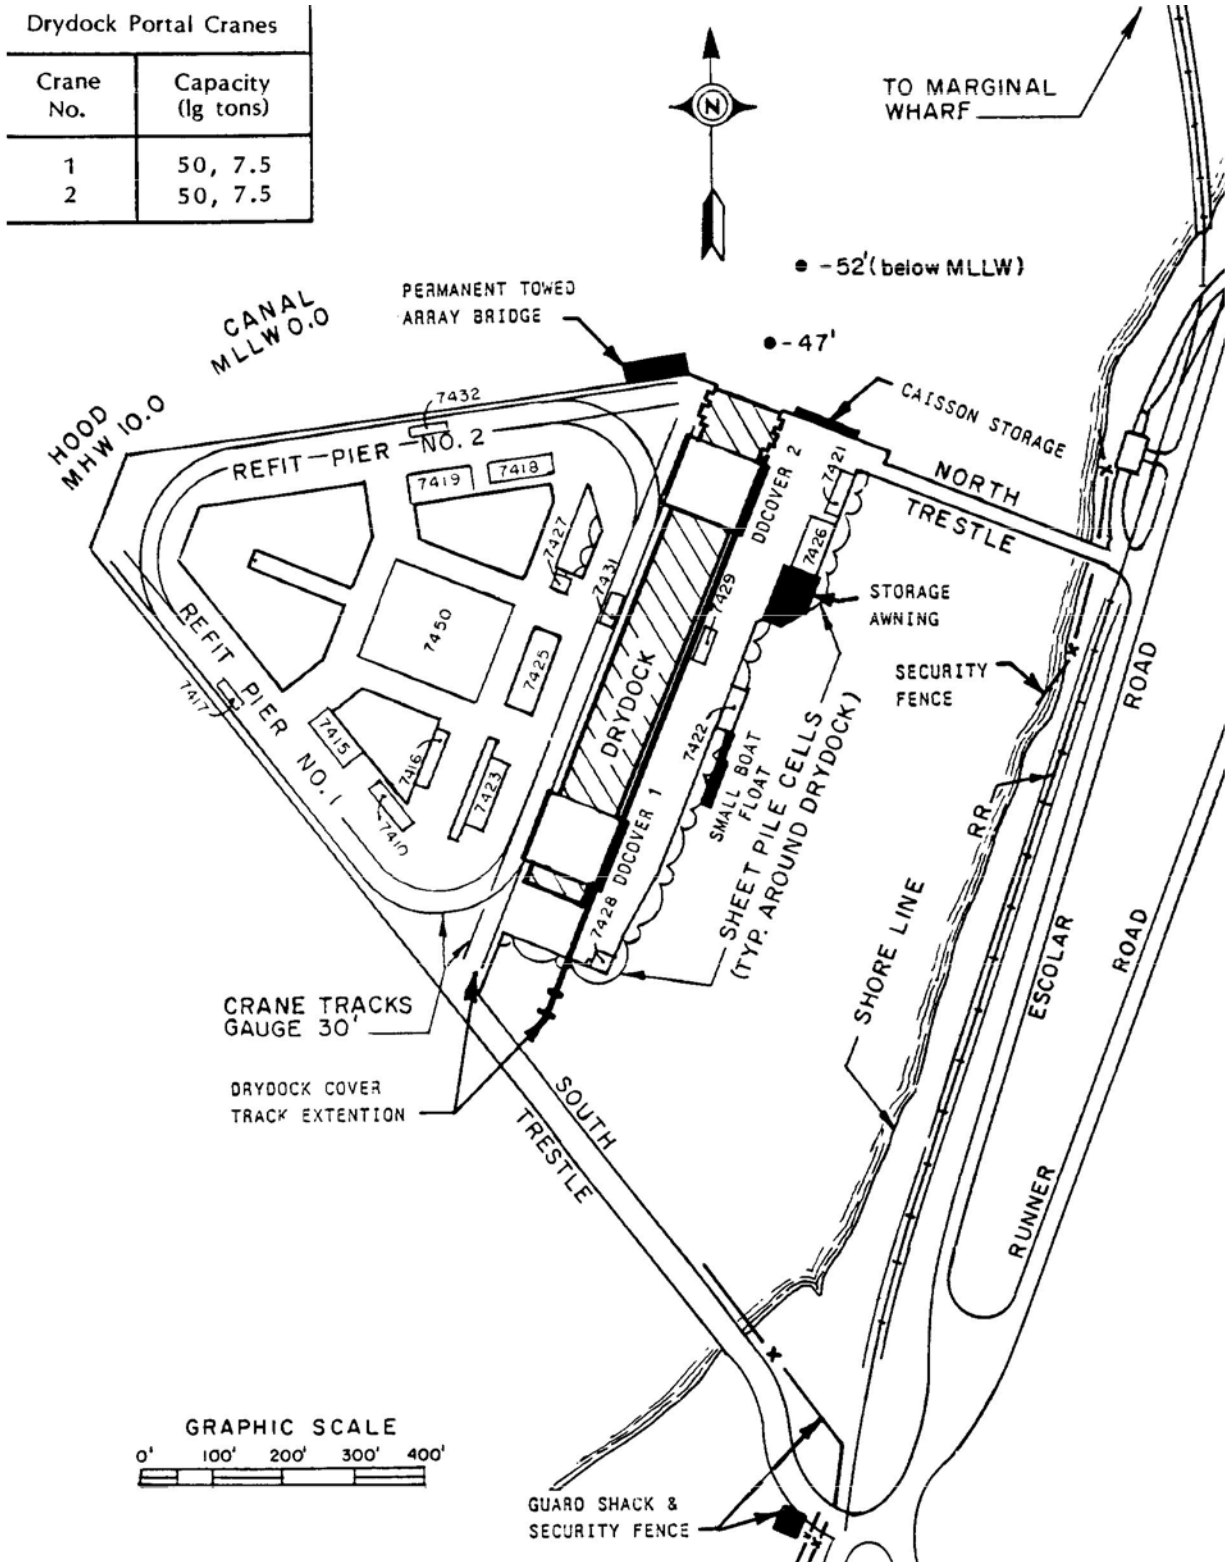 Drydock Portal Cranes
Crane No.
Capacity (lg tons)
1 50, 7.5
2 50, 7.5
N
TO MARGINAL
WHARF
-52'(below MLLW)
-47'
PERMANENT TOWED
ARRAY BRIDGE
CANAL
MLLW 0.0
HOOD
MHW 10.0
CAISSON STORAGE
7432
REFIT-PIER NO. 2
7419
7418
7427
7431
DDCOVER 2
7421
7426
NORTH
TRESTLE
7429
STORAGE
AWNING
7450
7425
DRYDOCK
SECURITY
FENCE
ROAD
REFIT PIER NO. 1
7417
7415
7416
7410
7423
7422
SMALL BOAT
FLOAT
SHEET PILE CELLS
(TYP. AROUND DRYDOCK)
DDCOVER 1
7428
RR
SHORE LINE
ESCOLAR
ROAD
RUNNER
CRANE TRACKS
GAUGE 30'
DRYDOCK COVER
TRACK EXTENTION
SOUTH
TRESTLE
GRAPHIC SCALE
0' 100' 200' 300' 400'
GUARD SHACK &
SECURITY FENCE